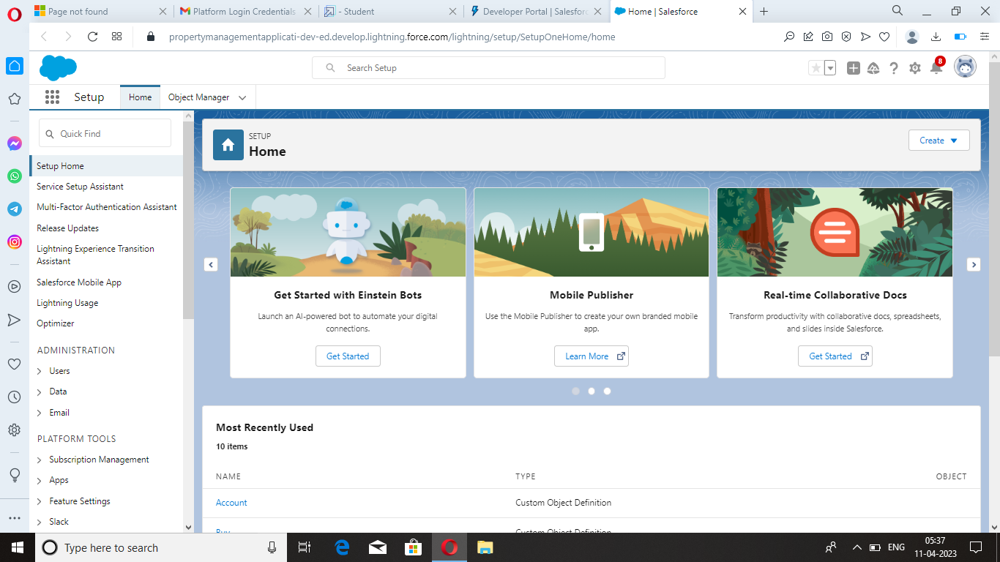 Page not found
Platform Login Credentials
- Student
Developer Portal | Salesforc
Home | Salesforce
propertymanagementapplicati-dev-ed.develop.lightning.force.com/lightning/setup/SetupOneHome/home
Search Setup
8
Setup
Home
Object Manager
Quick Find
Setup Home
Service Setup Assistant
Multi-Factor Authentication Assistant
Release Updates
Lightning Experience Transition
Assistant
Salesforce Mobile App
Lightning Usage
Optimizer
ADMINISTRATION
Users
Data
Email
PLATFORM TOOLS
Subscription Management
Apps
Feature Settings
Slack
SETUP
Home
Create
Get Started with Einstein Bots
Launch an AI-powered bot to automate your digital
connections.
Get Started
Mobile Publisher
Use the Mobile Publisher to create your own branded mobile
app.
Learn More
Real-time Collaborative Docs
Transform productivity with collaborative docs, spreadsheets,
and slides inside Salesforce.
Get Started
Most Recently Used
10 items
NAME TYPE OBJECT
Account Custom Object Definition
Buy Custom Object Definition
Type here to search
ENG
05:37
11-04-2023